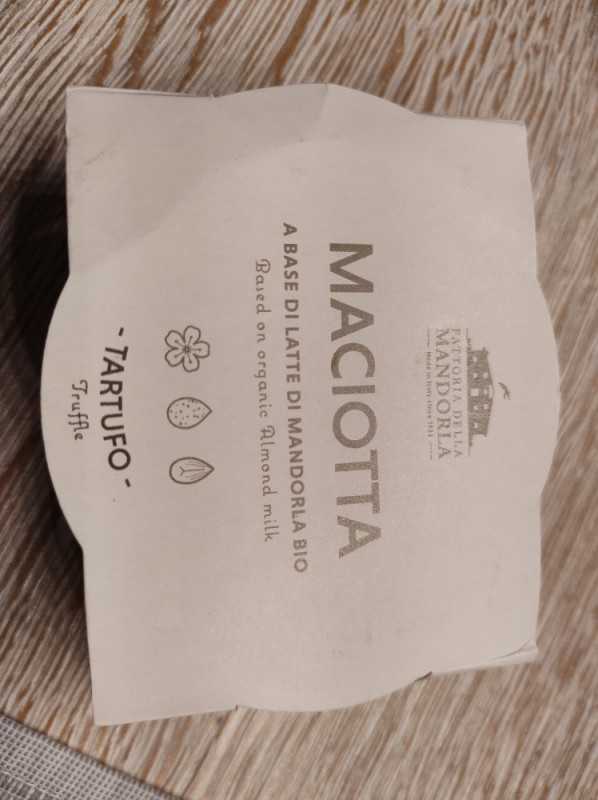 FATTORIA DELLA
MANDORLA
Made in Italy since 1934
MACIOTTA
A BASE DI LATTE DI MANDORLA BIO
Based on organic Almond milk
- TARTUFO -
Truffle